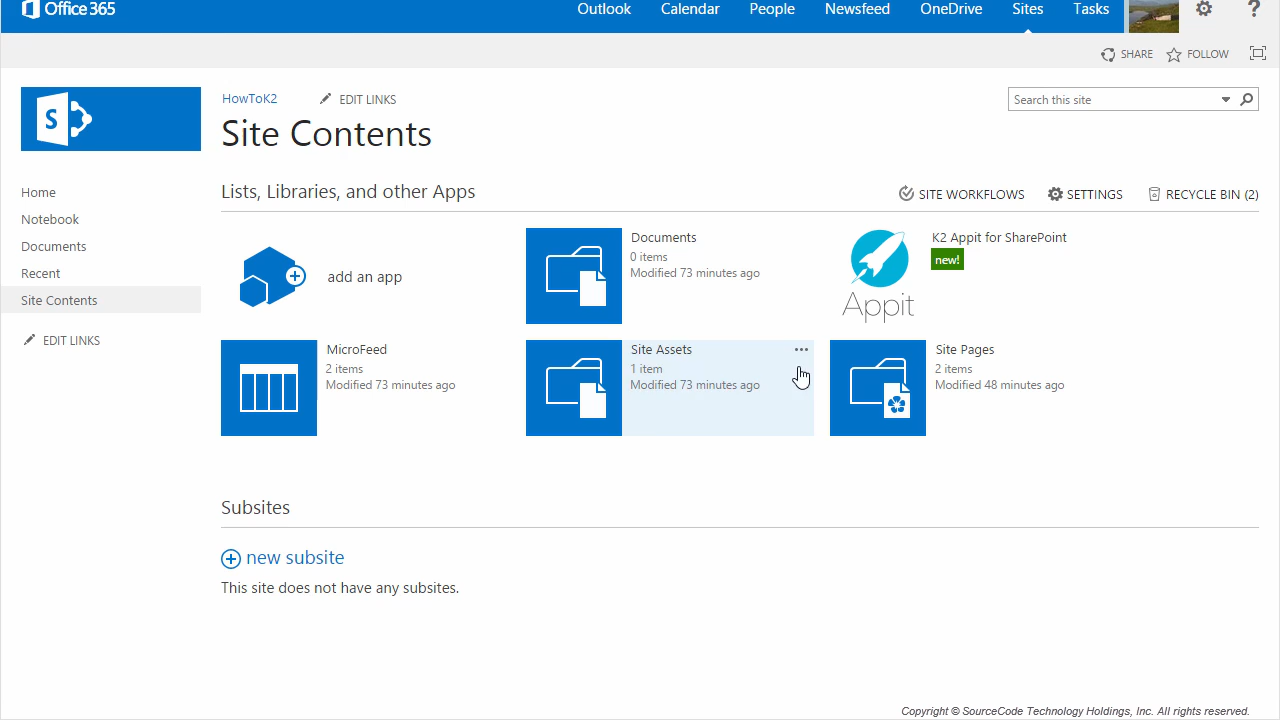 Office 365
Outlook Calendar People Newsfeed OneDrive Sites Tasks ?
SHARE FOLLOW
S
HowToK2 EDIT LINKS
Search this site
Site Contents
Home
Notebook
Documents
Recent
Site Contents
EDIT LINKS
Lists, Libraries, and other Apps
SITE WORKFLOWS SETTINGS RECYCLE BIN (2)
add an app
Documents
0 items
Modified 73 minutes ago
K2 Appit for SharePoint
new!
Appit
MicroFeed
2 items
Modified 73 minutes ago
Site Assets ...
1 item
Modified 73 minutes ago
Site Pages
2 items
Modified 48 minutes ago
Subsites
new subsite
This site does not have any subsites.
Copyright © SourceCode Technology Holdings, Inc. All rights reserved.